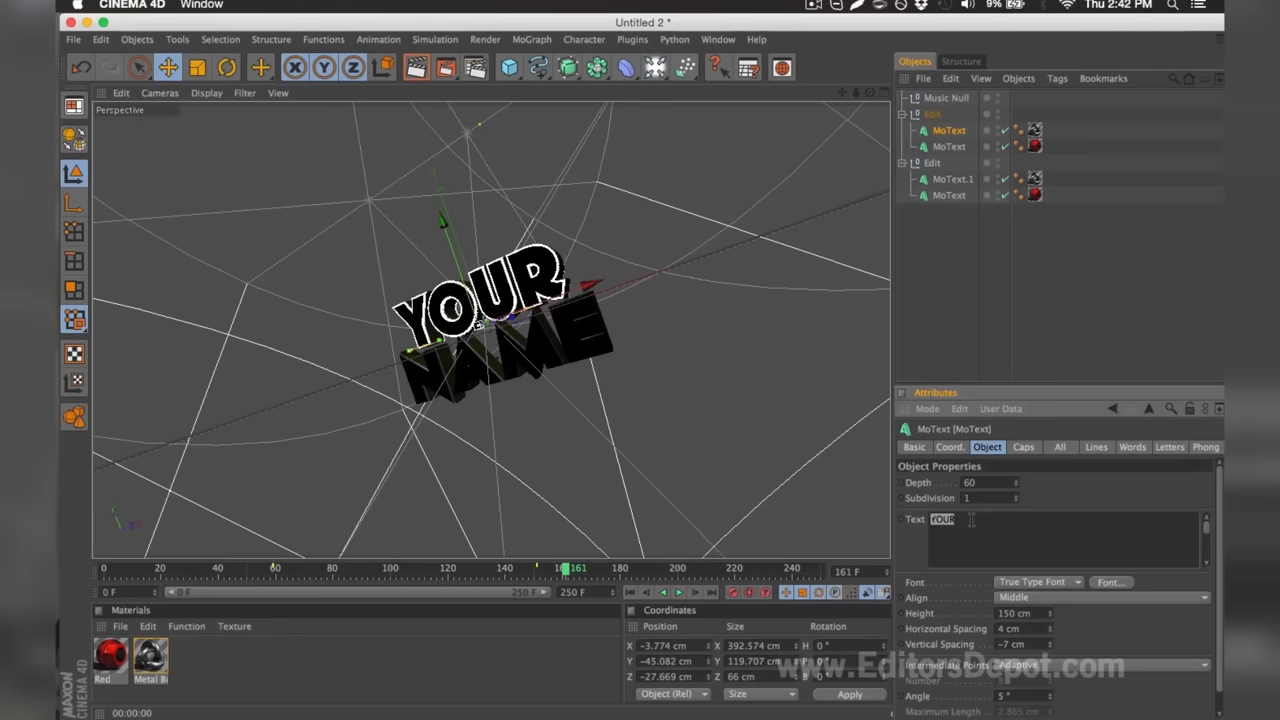 CINEMA 4D Window 9% Thu 2:42 PM
Untitled 2 *
File Edit Objects Tools Selection Structure Functions Animation Simulation Render MoGraph Character Plugins Python Window Help
Objects Structure
File Edit View Objects Tags Bookmarks
Edit Cameras Display Filter View
Perspective
Music Null
Edit
MoText
MoText
Edit
MoText.1
MoText
YOUR
NAME
Attributes
Mode Edit User Data
MoText [MoText]
Basic Coord. Object Caps All Lines Words Letters Phong
Object Properties
Depth 60
Subdivision 1
Text YOUR
Font True Type Font Font...
Align Middle
Height 150 cm
Horizontal Spacing 4 cm
Vertical Spacing -7 cm
Intermediate Points Adaptive
Number
Angle 5 °
Maximum Length 2.865 cm
0 20 40 60 80 100 120 140 161 180 200 220 240 161 F
0 F 0 F 250 F 250 F
Materials
File Edit Function Texture
Red Metal B
Coordinates
Position Size Rotation
X -3.774 cm X 392.574 cm H 0 °
Y -45.082 cm Y 119.707 cm P 0
Z -27.669 cm Z 66 cm B 0
Object (Rel) Size Apply
www.EditorsDepot.com
MAXON
CINEMA 4D
00:00:00